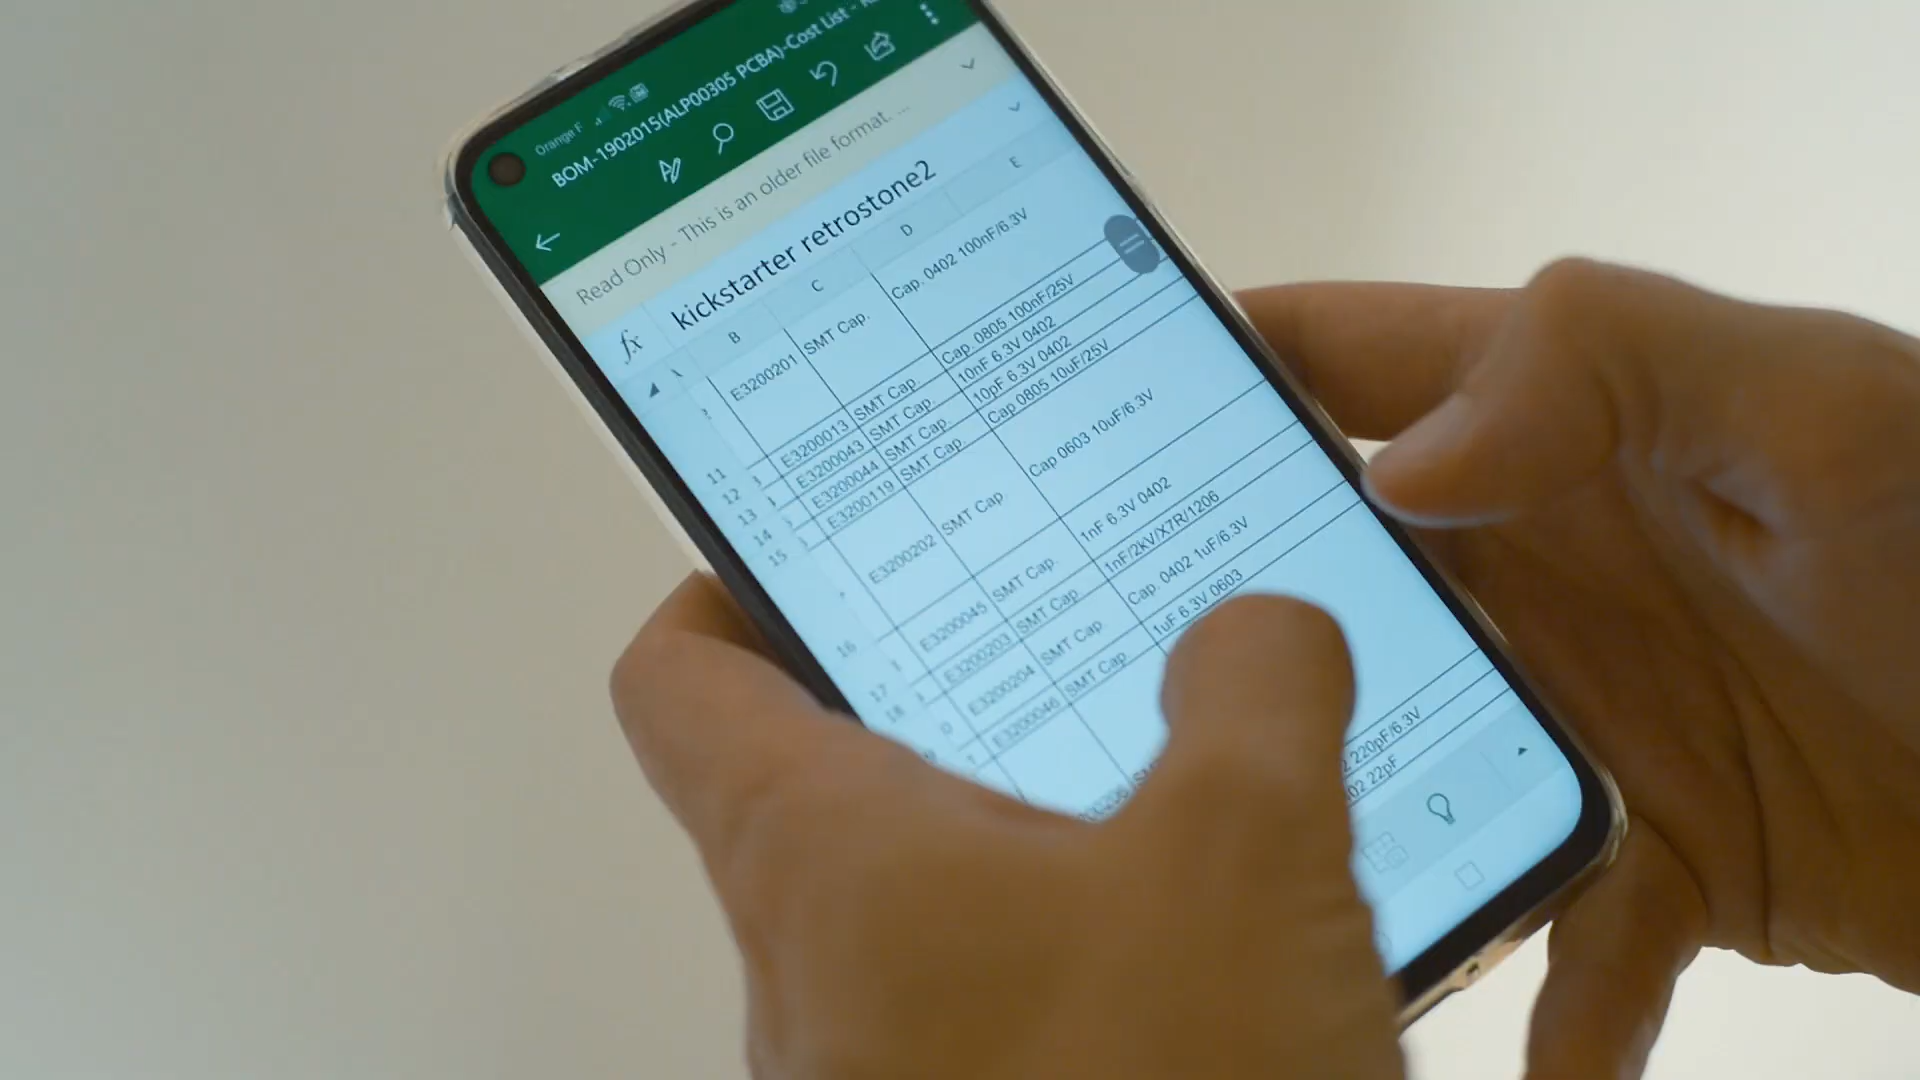 Orange F
BOM-1902015(ALP00305 PCBA)-Cost List -
Read Only - This is an older file format. ...
fx kickstarter retrostone2
B C D E
11 E3200201 SMT Cap. Cap. 0402 100nF/6.3V
12 E3200013 SMT Cap. Cap. 0805 100nF/25V
13 E3200043 SMT Cap. 10nF 6.3V 0402
14 E3200044 SMT Cap. 10pF 6.3V 0402
15 E3200119 SMT Cap. Cap 0805 10uF/25V
16 E3200202 SMT Cap. Cap 0603 10uF/6.3V
17 E3200045 SMT Cap. 1nF 6.3V 0402
18 E3200203 SMT Cap. 1nF/2kV/X7R/1206
E3200204 SMT Cap. Cap. 0402 1uF/6.3V
E3200046 SMT Cap. 1uF 6.3V 0603
2 220pF/6.3V
02 22pF